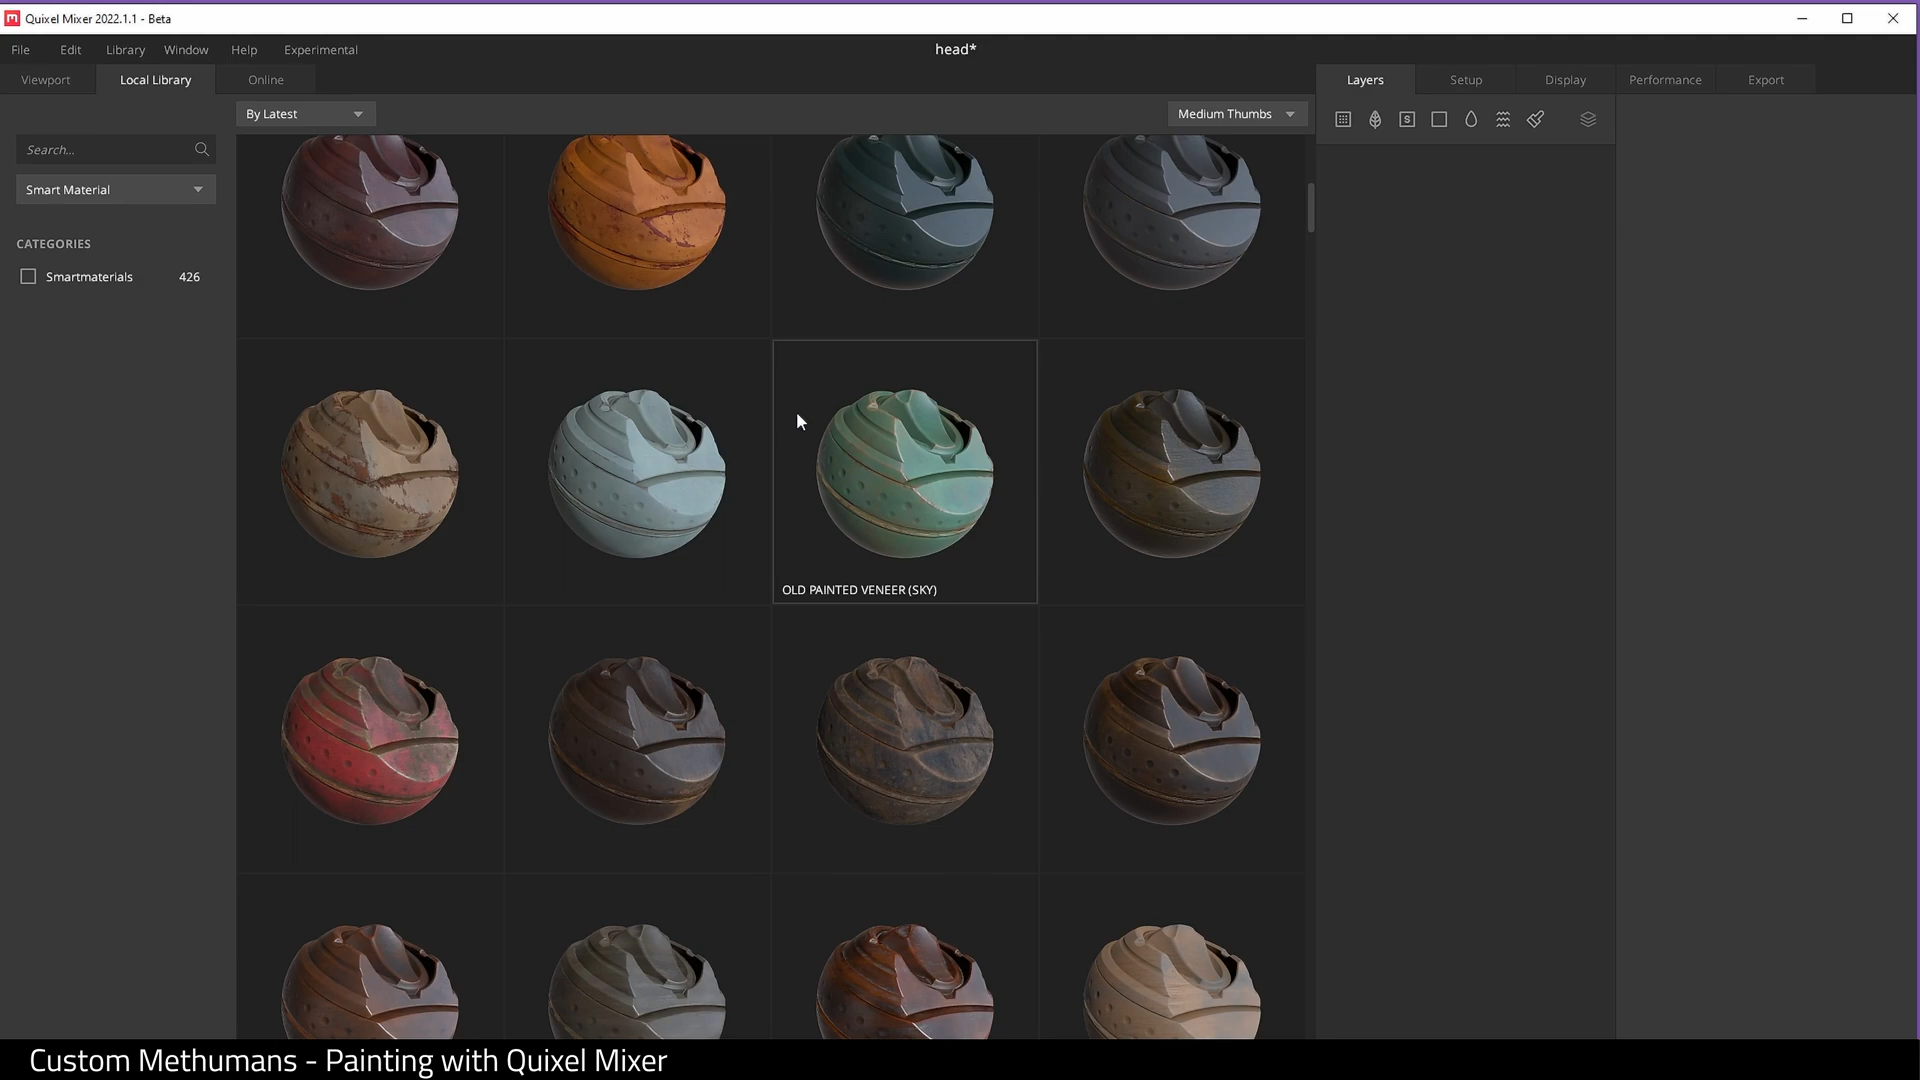 Quixel Mixer 2022.1.1 - Beta
File Edit Library Window Help Experimental head*
Viewport Local Library Online Layers Setup Display Performance Export
By Latest Medium Thumbs
Search...
Smart Material
CATEGORIES
Smartmaterials 426
OLD PAINTED VENEER (SKY)
Custom Methumans - Painting with Quixel Mixer